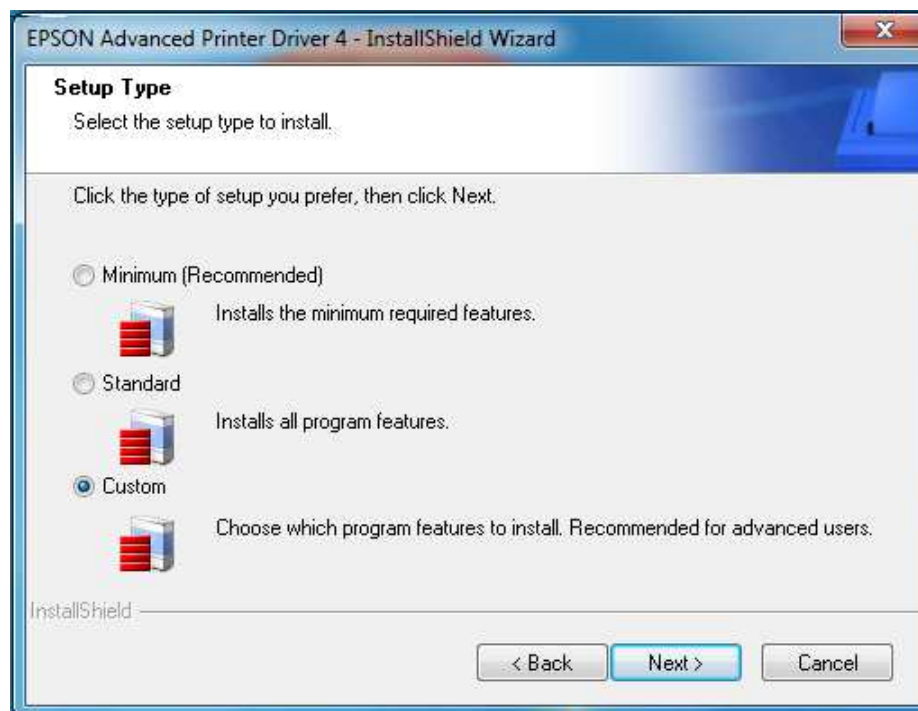 EPSON Advanced Printer Driver 4 - InstallShield Wizard
Setup Type
Select the setup type to install.
Click the type of setup you prefer, then click Next.
Minimum (Recommended)
Installs the minimum required features.
Standard
Installs all program features.
Custom
Choose which program features to install. Recommended for advanced users.
InstallShield
< Back Next > Cancel